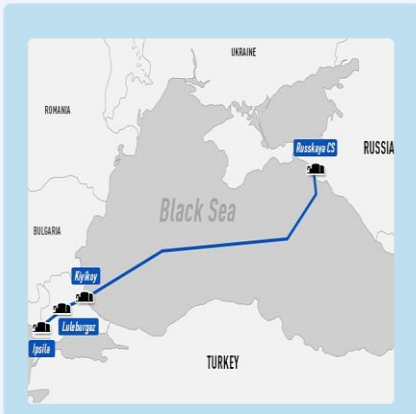 UKRAINE
ROMANIA
Russkaya CS
RUSSIA
Black Sea
BULGARIA
Kiyikoy
Luleburgaz
Ipsila
TURKEY